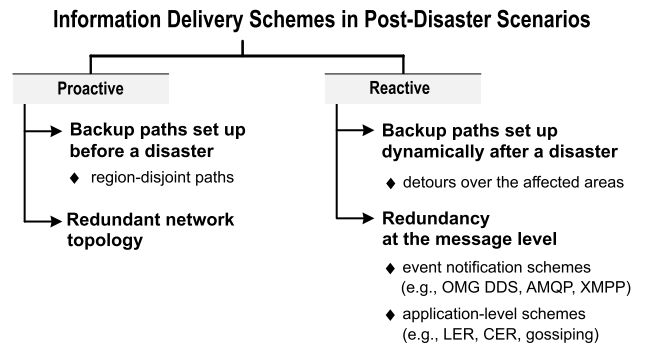 Information Delivery Schemes in Post-Disaster Scenarios
Proactive
Backup paths set up
before a disaster
♦ region-disjoint paths
Redundant network
topology
Reactive
Backup paths set up
dynamically after a disaster
♦ detours over the affected areas
Redundancy
at the message level
♦ event notification schemes
(e.g., OMG DDS, AMQP, XMPP)
♦ application-level schemes
(e.g., LER, CER, gossiping)